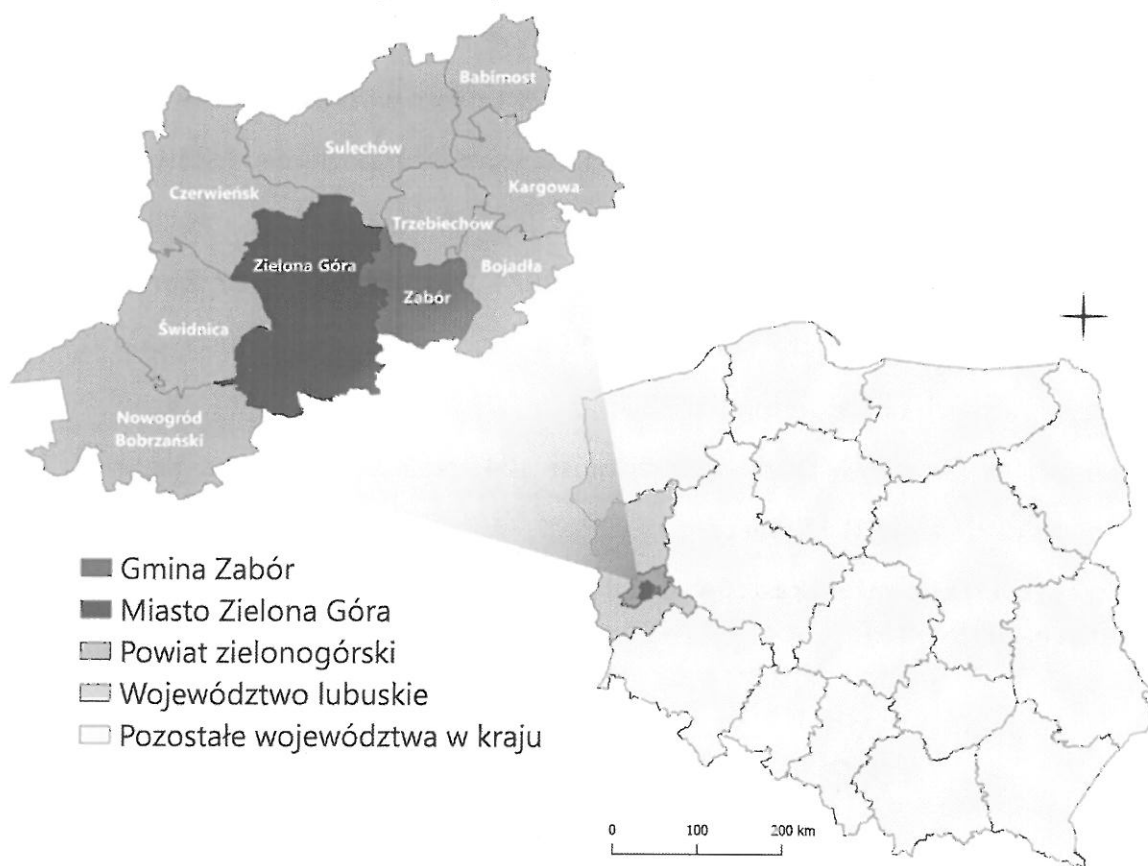 Babimost
Sulechów
Kargowa
Czerwieńsk
Trzebiechów
Zielona Góra
Bojadła
Zabór
Świdnica
Nowogród
Bobrzański
Gmina Zabór
Miasto Zielona Góra
Powiat zielonogórski
Województwo lubuskie
Pozostałe województwa w kraju
0 100 200 km